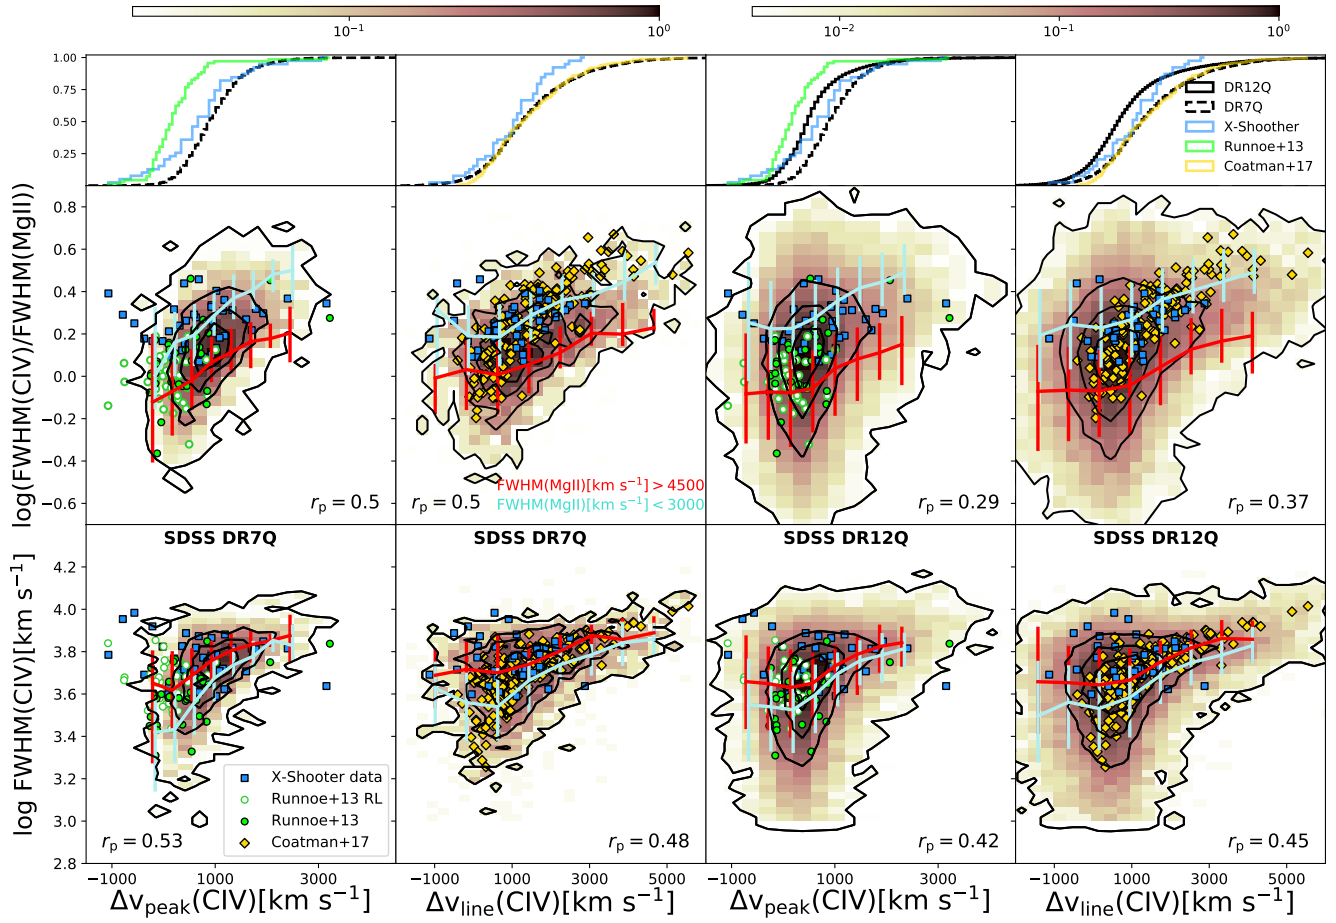 10⁻¹ 10⁰ 10⁻² 10⁻¹ 10⁰
1.00
0.75
0.50
0.25
DR12Q
DR7Q
X-Shoother
Runnoe+13
Coatman+17
log(FWHM(CIV)/FWHM(MgII))
0.8
0.6
0.4
0.2
0.0
−0.2
−0.4
−0.6
r_p = 0.5
FWHM(MgII)[km s⁻¹] > 4500
FWHM(MgII)[km s⁻¹] < 3000
r_p = 0.5
r_p = 0.29
r_p = 0.37
SDSS DR7Q SDSS DR7Q SDSS DR12Q SDSS DR12Q
log FWHM(CIV)[km s⁻¹]
4.2
4.0
3.8
3.6
3.4
3.2
3.0
2.8
X-Shooter data
Runnoe+13 RL
Runnoe+13
Coatman+17
r_p = 0.53
r_p = 0.48
r_p = 0.42
r_p = 0.45
−1000 1000 3000 −1000 1000 3000 5000 −1000 1000 3000 −1000 1000 3000 5000
Δv_peak(CIV)[km s⁻¹] Δv_line(CIV)[km s⁻¹] Δv_peak(CIV)[km s⁻¹] Δv_line(CIV)[km s⁻¹]